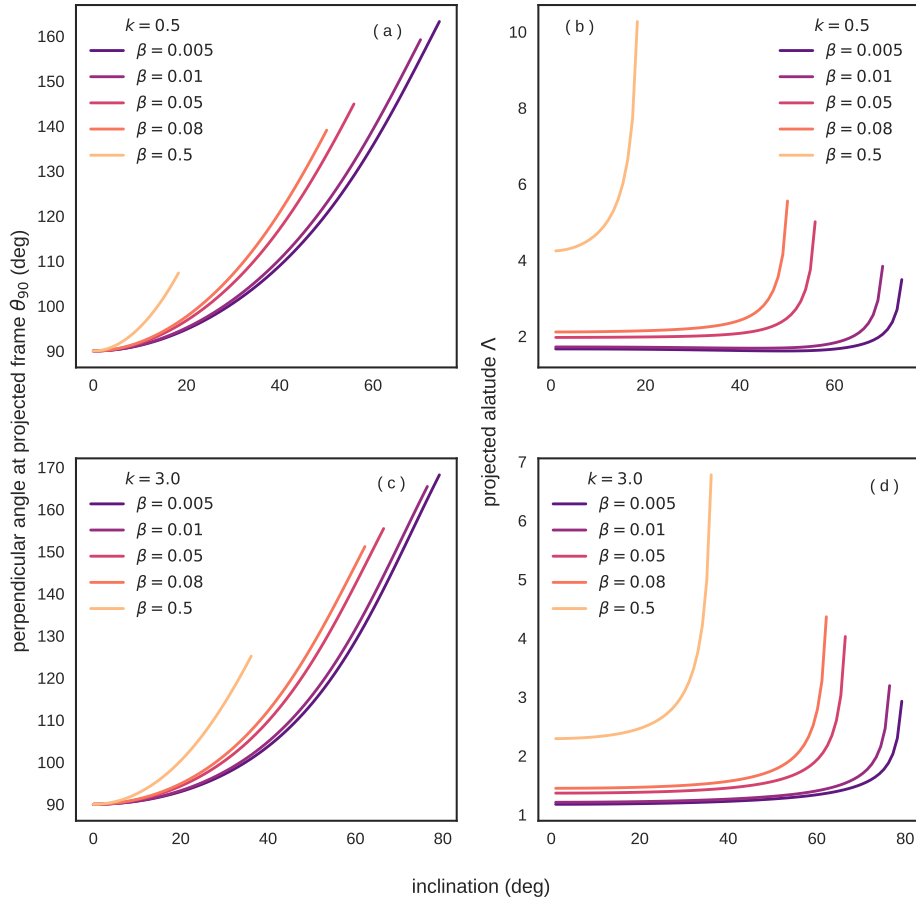 perpendicular angle at projected frame θ90 (deg)
160
150
140
130
120
110
100
90
k = 0.5
β = 0.005
β = 0.01
β = 0.05
β = 0.08
β = 0.5
( a )
0 20 40 60
projected alatude Λ
10
8
6
4
2
( b )
k = 0.5
β = 0.005
β = 0.01
β = 0.05
β = 0.08
β = 0.5
0 20 40 60
170
160
150
140
130
120
110
100
90
k = 3.0
β = 0.005
β = 0.01
β = 0.05
β = 0.08
β = 0.5
( c )
0 20 40 60 80
7
6
5
4
3
2
1
k = 3.0
β = 0.005
β = 0.01
β = 0.05
β = 0.08
β = 0.5
( d )
0 20 40 60 80
inclination (deg)